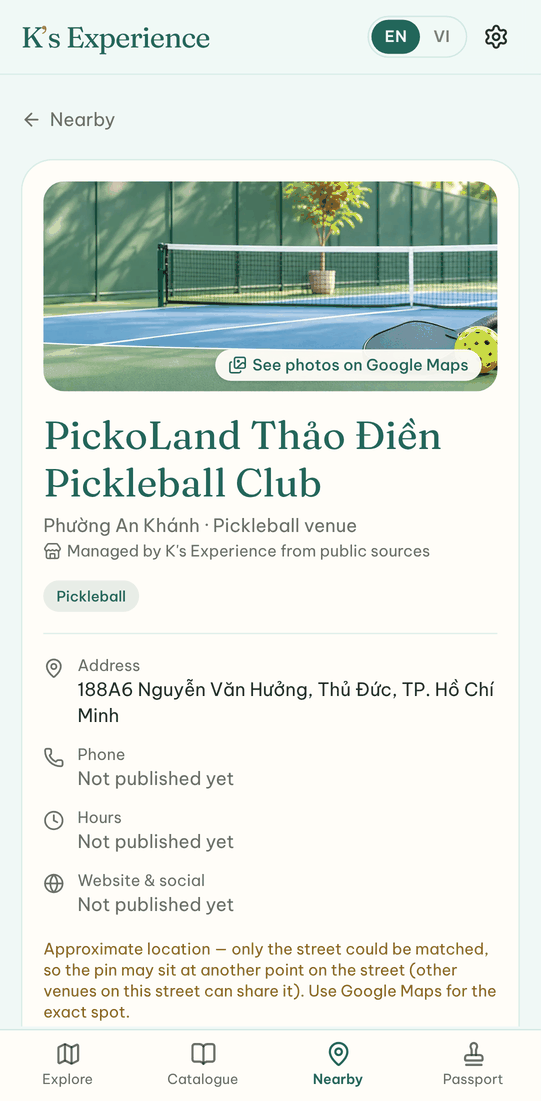 K's Experience
EN VI
Nearby
See photos on Google Maps
PickoLand Thảo Điền
Pickleball Club
Phường An Khánh · Pickleball venue
Managed by K's Experience from public sources
Pickleball
Address
188A6 Nguyễn Văn Hưởng, Thủ Đức, TP. Hồ Chí
Minh
Phone
Not published yet
Hours
Not published yet
Website & social
Not published yet
Approximate location — only the street could be matched,
so the pin may sit at another point on the street (other
venues on this street can share it). Use Google Maps for the
exact spot.
Explore Catalogue Nearby Passport